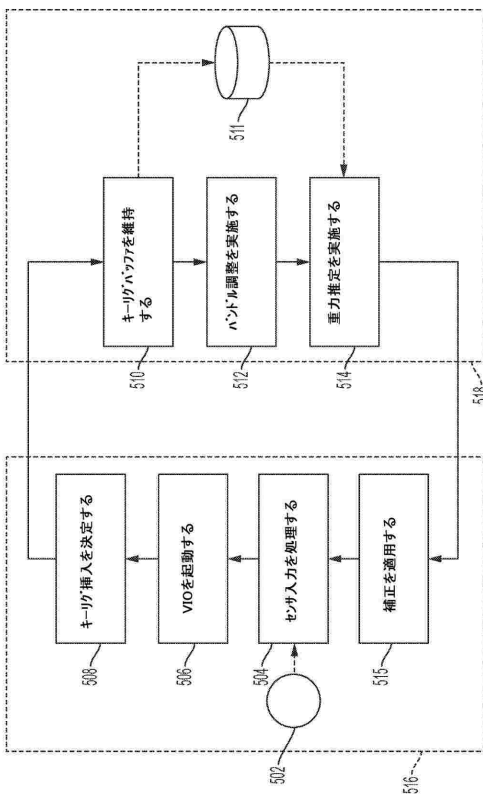 キーリグ挿入を決定する
508
VIOを起動する
506
センサ入力を処理する
504
502
補正を適用する
515
516
キーリグバッファを維持
する
510
511
バンドル調整を実施する
512
重力推定を実施する
514
518